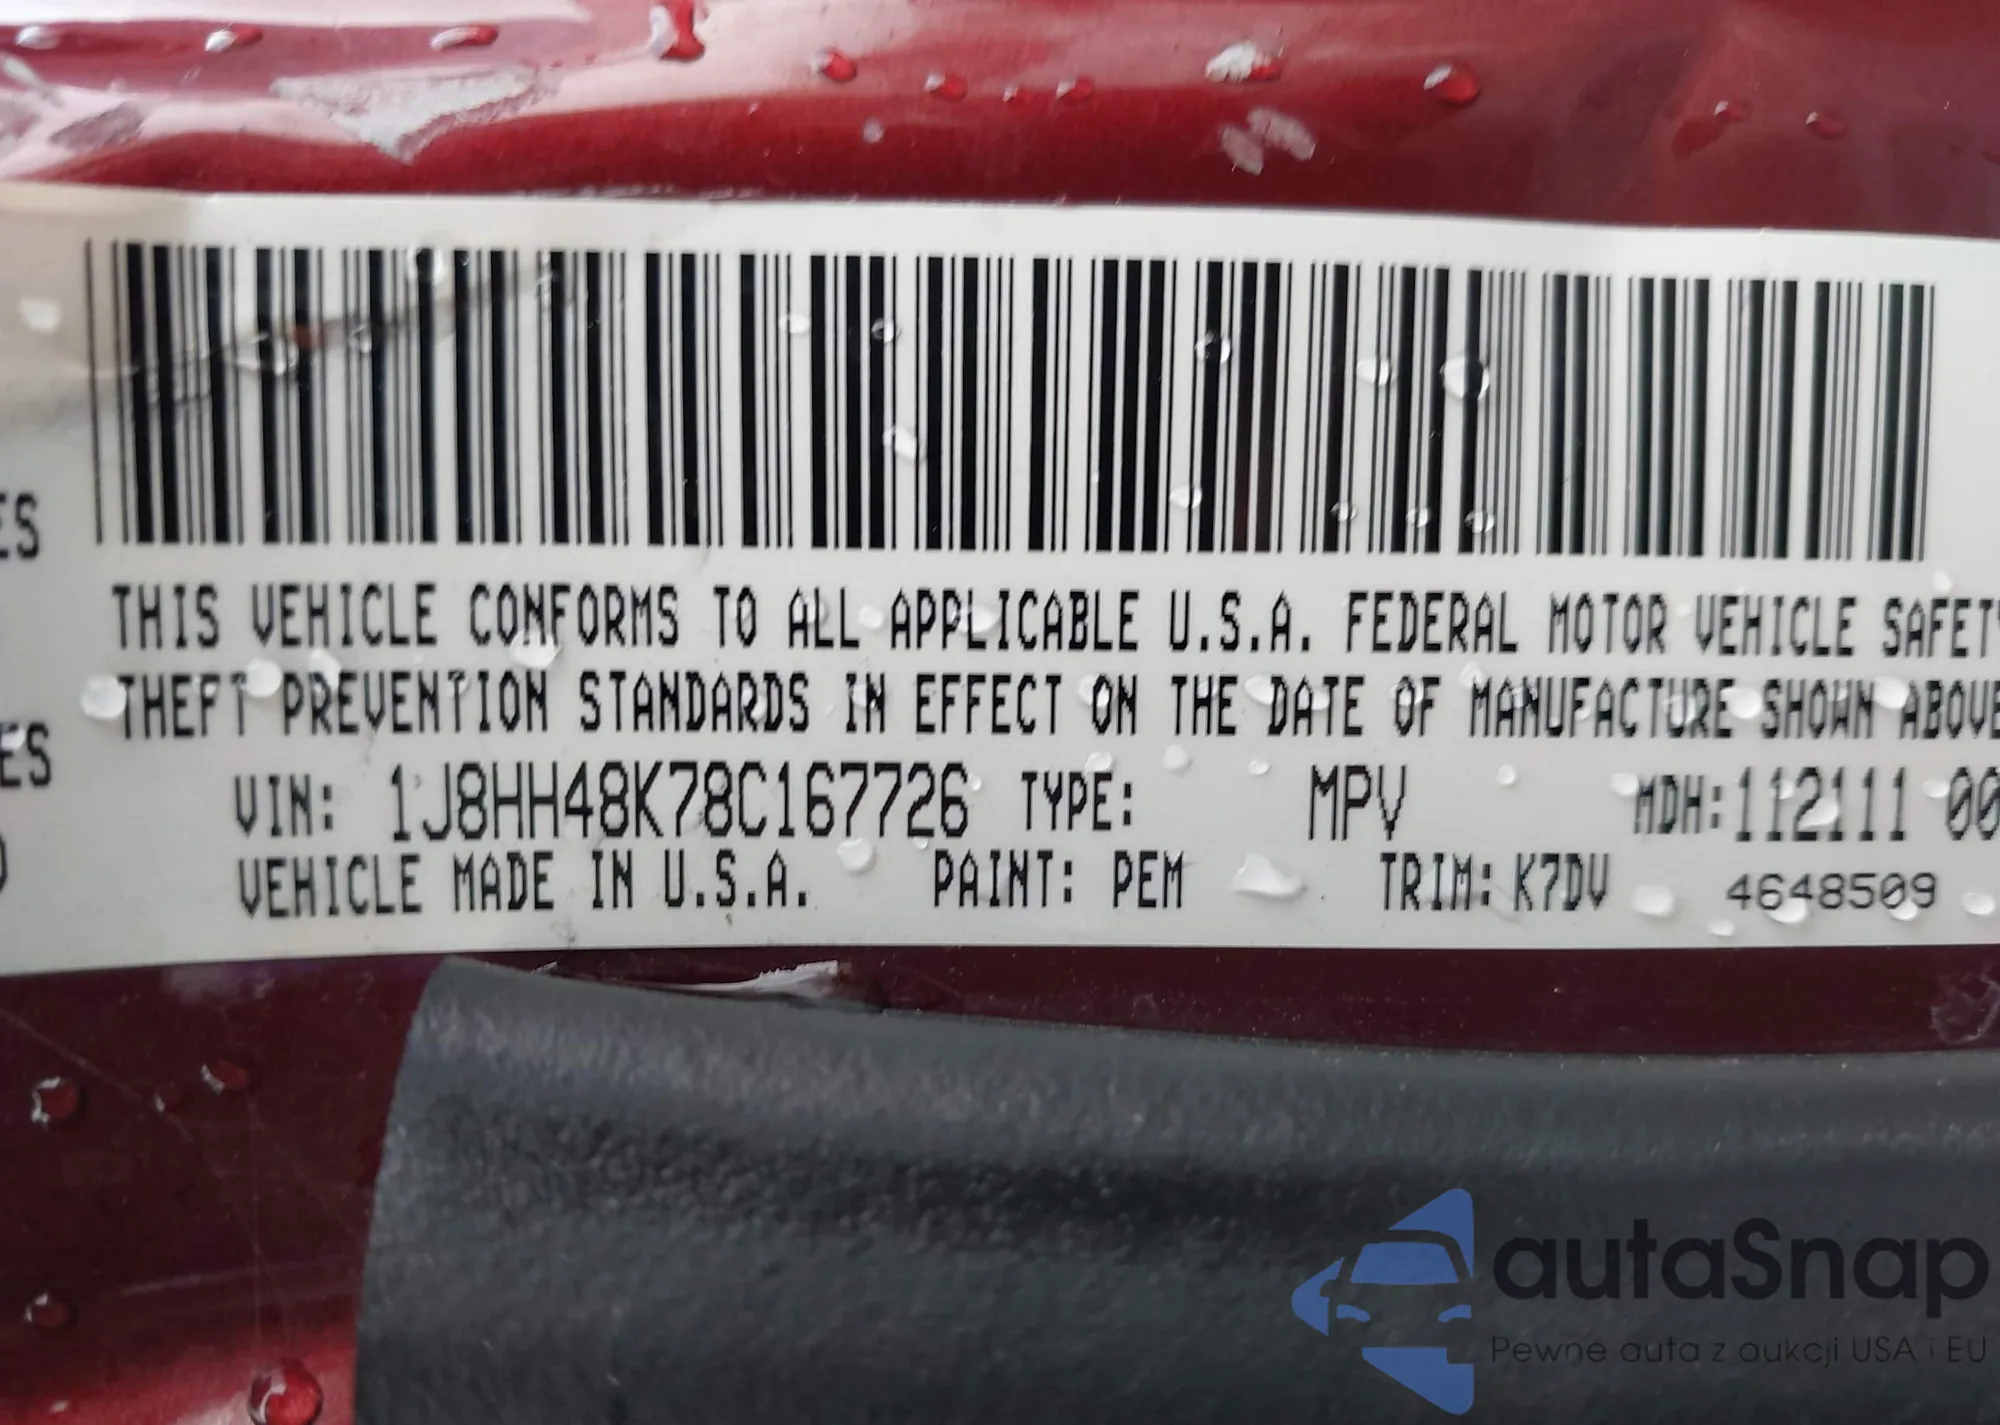 ES
THIS VEHICLE CONFORMS TO ALL APPLICABLE U.S.A. FEDERAL MOTOR VEHICLE SAFETY
THEFT PREVENTION STANDARDS IN EFFECT ON THE DATE OF MANUFACTURE SHOWN ABOVE
ES
VIN: 1J8HH48K78C167726 TYPE: MPV MDH:112111 00
VEHICLE MADE IN U.S.A. PAINT: PEM TRIM: K7DV 4648509
autaSnap
Pewne auta z aukcji USA i EU